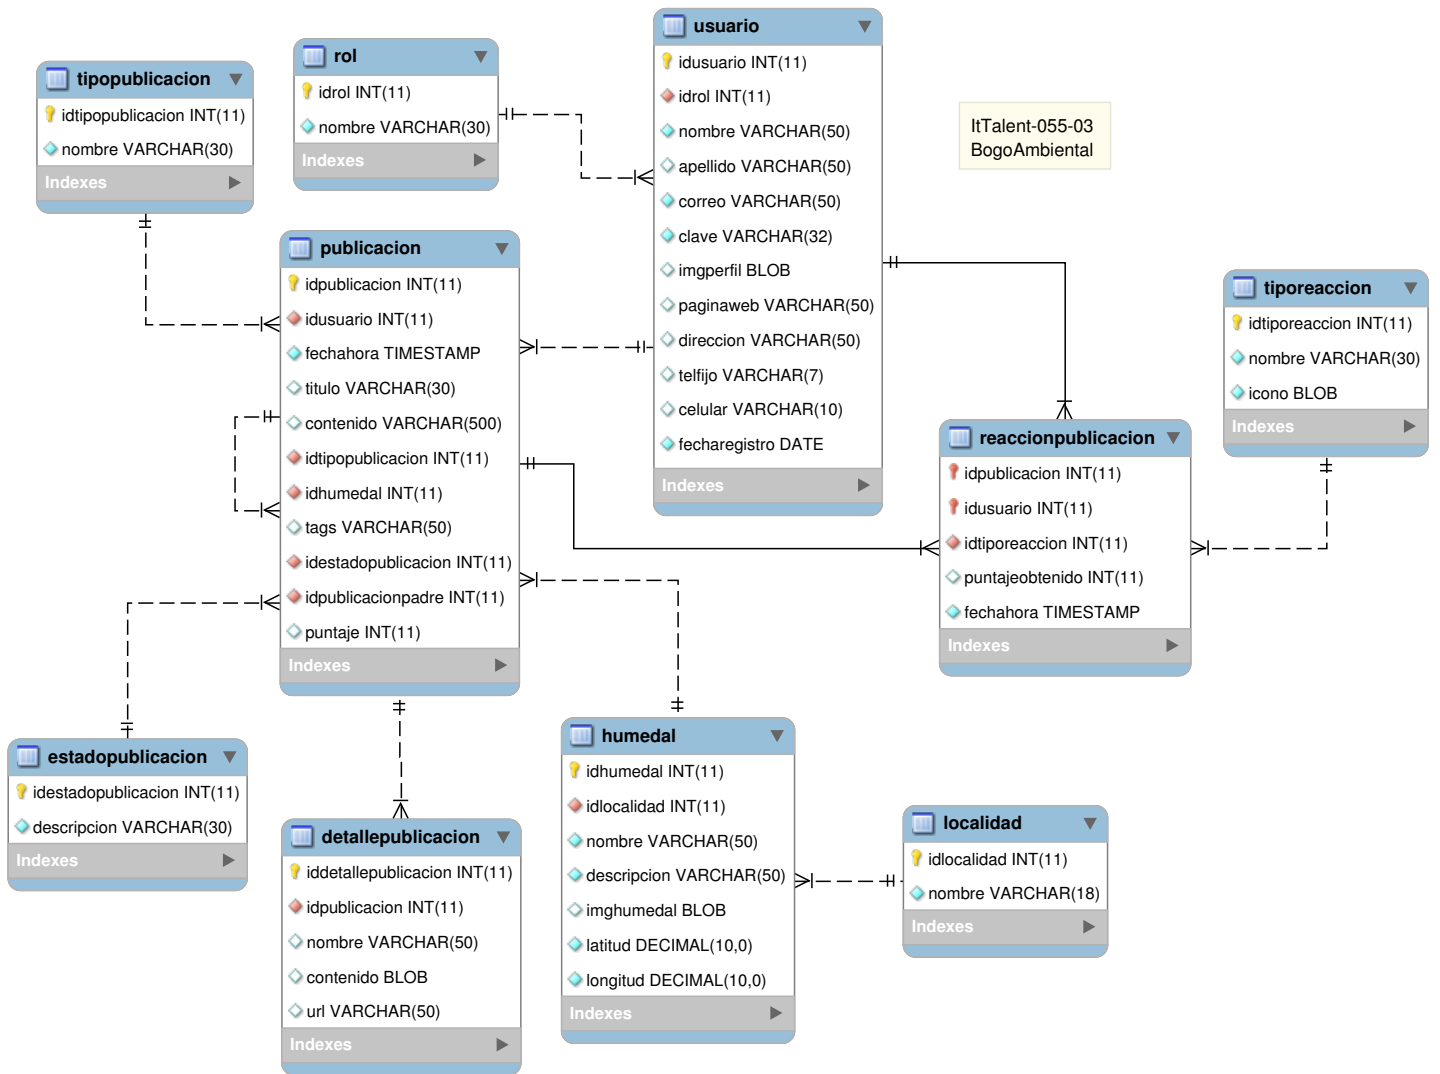 tipopublicacion
idtipopublicacion INT(11)
nombre VARCHAR(30)
Indexes
rol
idrol INT(11)
nombre VARCHAR(30)
Indexes
usuario
idusuario INT(11)
idrol INT(11)
nombre VARCHAR(50)
apellido VARCHAR(50)
correo VARCHAR(50)
clave VARCHAR(32)
imgperfil BLOB
paginaweb VARCHAR(50)
direccion VARCHAR(50)
telfijo VARCHAR(7)
celular VARCHAR(10)
fecharegistro DATE
Indexes
ItTalent-055-03
BogoAmbiental
publicacion
idpublicacion INT(11)
idusuario INT(11)
fechahora TIMESTAMP
titulo VARCHAR(30)
contenido VARCHAR(500)
idtipopublicacion INT(11)
idhumedal INT(11)
tags VARCHAR(50)
idestadopublicacion INT(11)
idpublicacionpadre INT(11)
puntaje INT(11)
Indexes
tiporeaccion
idtiporeaccion INT(11)
nombre VARCHAR(30)
icono BLOB
Indexes
reaccionpublicacion
idpublicacion INT(11)
idusuario INT(11)
idtiporeaccion INT(11)
puntajeobtenido INT(11)
fechahora TIMESTAMP
Indexes
estadopublicacion
idestadopublicacion INT(11)
descripcion VARCHAR(30)
Indexes
detallepublicacion
iddetallepublicacion INT(11)
idpublicacion INT(11)
nombre VARCHAR(50)
contenido BLOB
url VARCHAR(50)
Indexes
humedal
idhumedal INT(11)
idlocalidad INT(11)
nombre VARCHAR(50)
descripcion VARCHAR(50)
imghumedal BLOB
latitud DECIMAL(10,0)
longitud DECIMAL(10,0)
Indexes
localidad
idlocalidad INT(11)
nombre VARCHAR(18)
Indexes